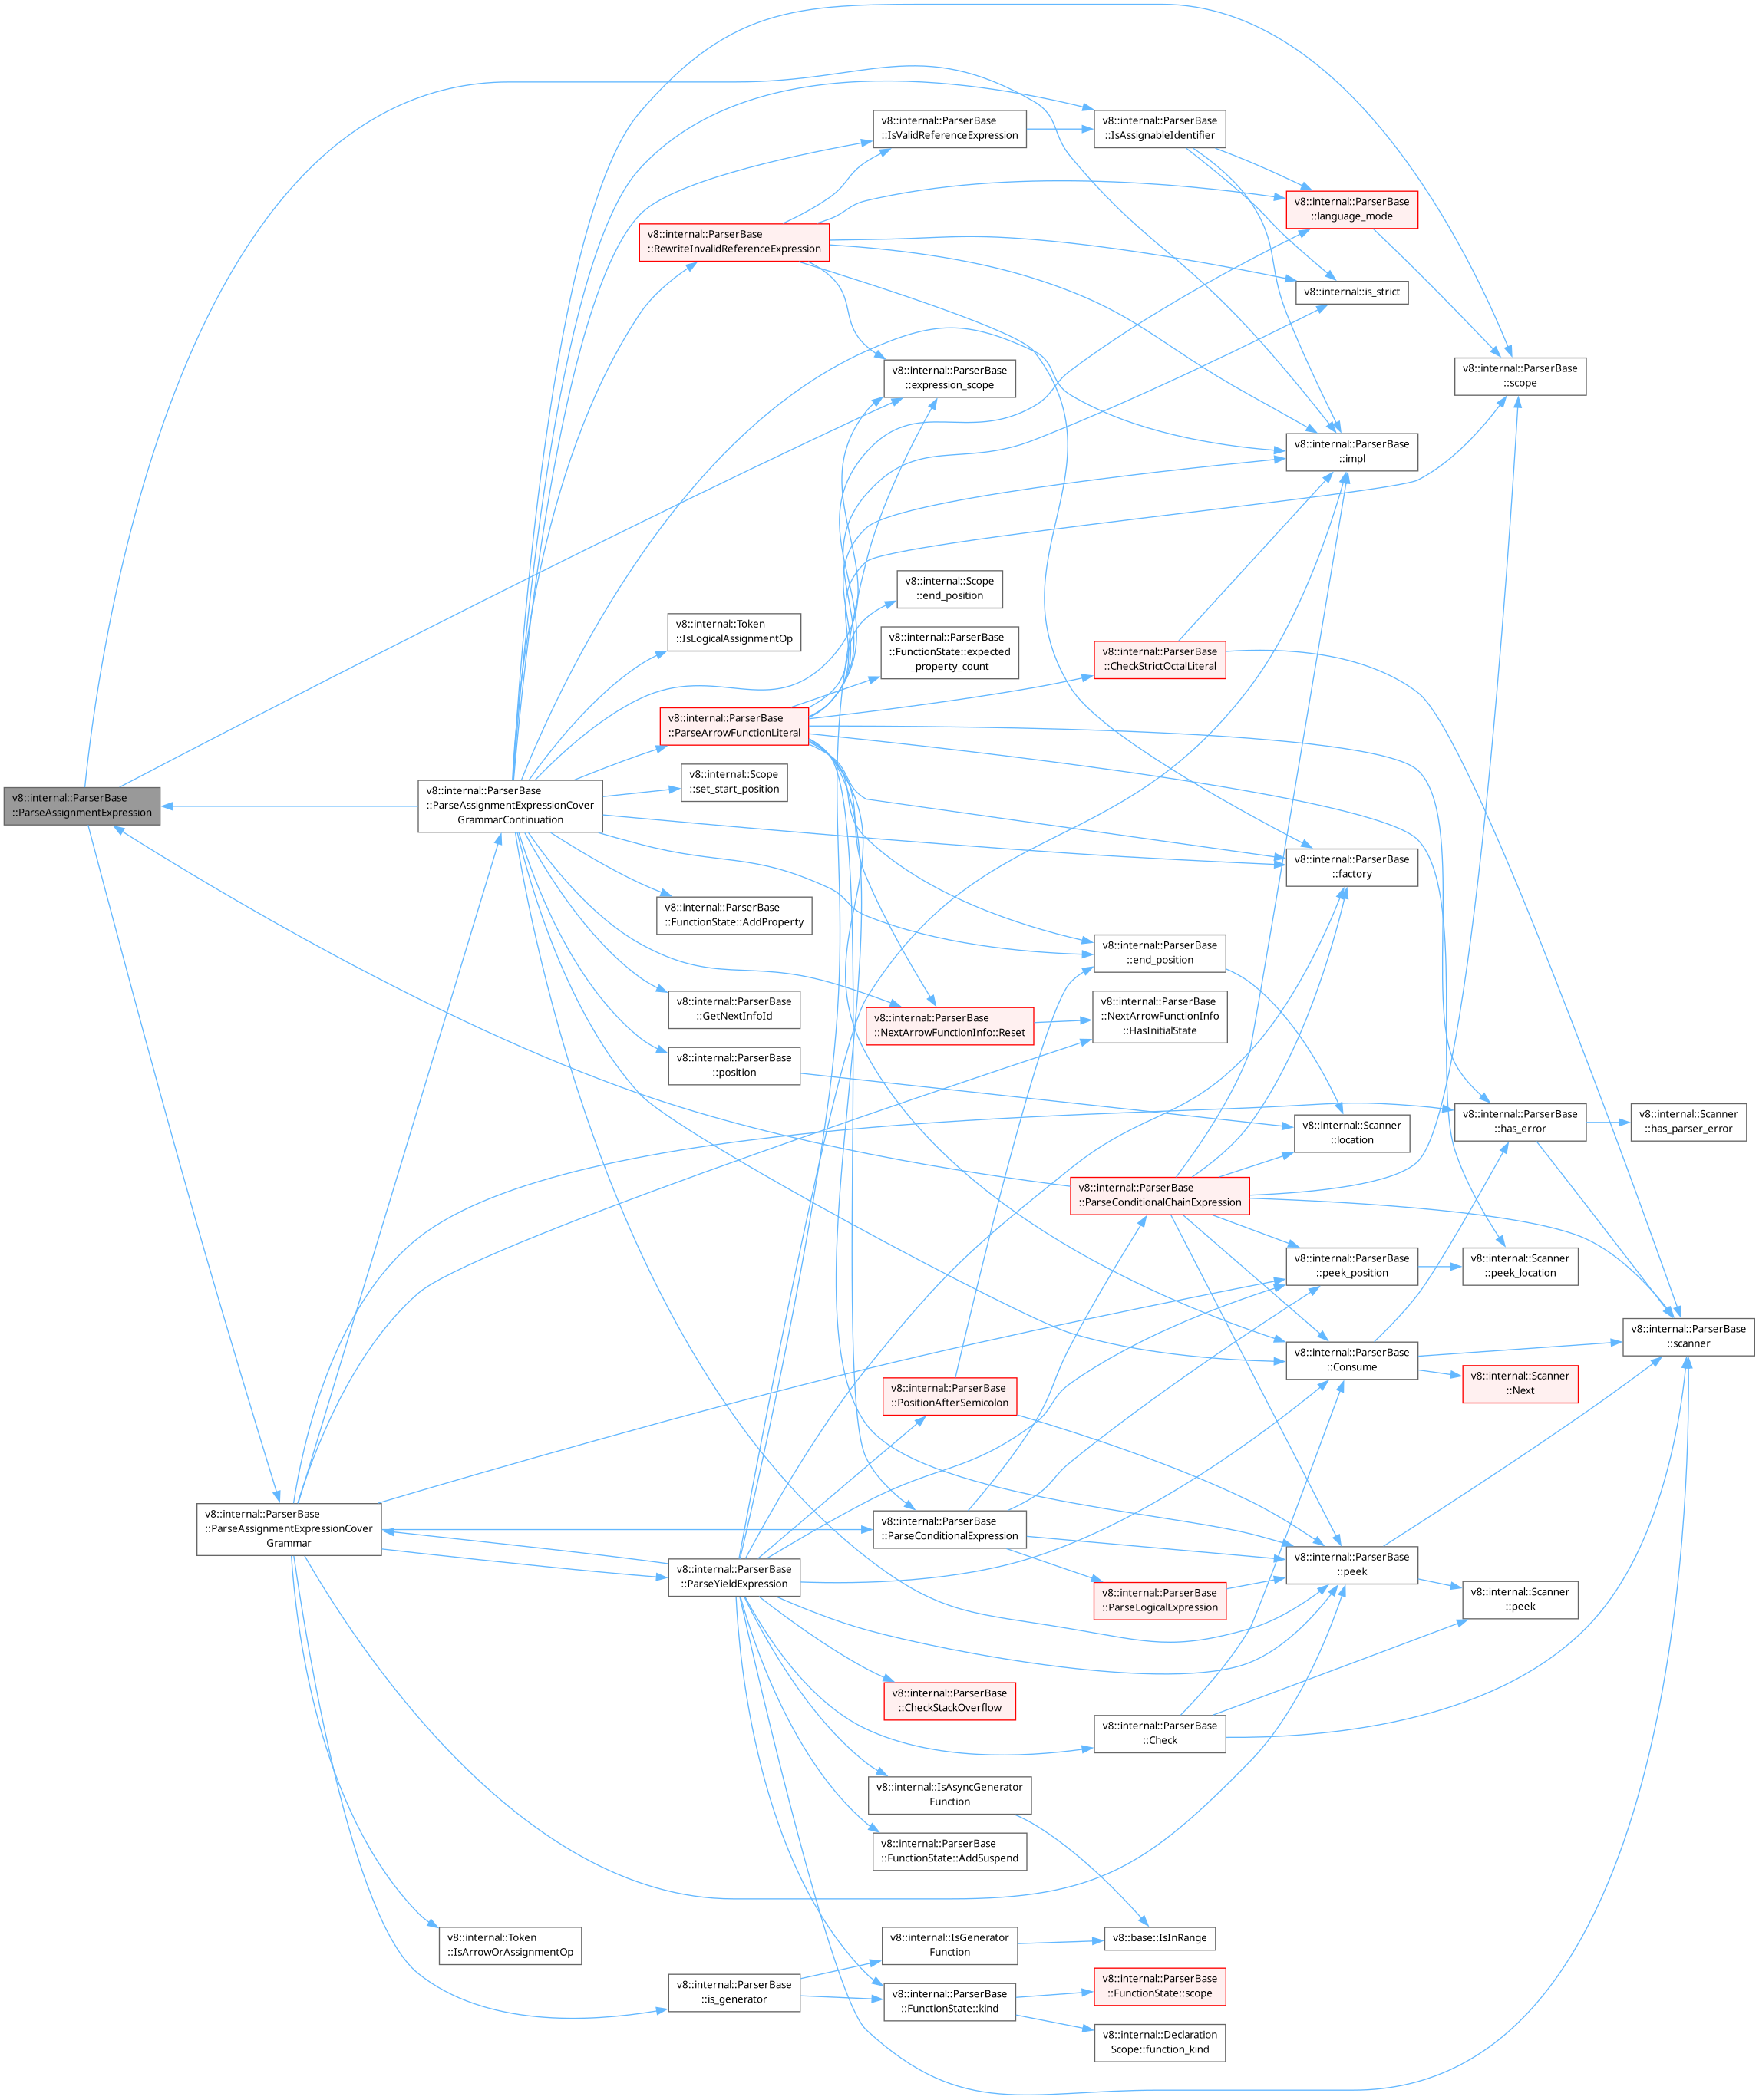 v8::internal::ParserBase
::ParseAssignmentExpression
v8::internal::ParserBase
::ParseAssignmentExpressionCover
Grammar
v8::internal::ParserBase
::ParseAssignmentExpressionCover
GrammarContinuation
v8::internal::Token
::IsArrowOrAssignmentOp
v8::internal::ParserBase
::RewriteInvalidReferenceExpression
v8::internal::Token
::IsLogicalAssignmentOp
v8::internal::ParserBase
::ParseArrowFunctionLiteral
v8::internal::Scope
::set_start_position
v8::internal::ParserBase
::FunctionState::AddProperty
v8::internal::ParserBase
::GetNextInfoId
v8::internal::ParserBase
::position
v8::internal::ParserBase
::ParseYieldExpression
v8::internal::ParserBase
::is_generator
v8::internal::ParserBase
::IsValidReferenceExpression
v8::internal::ParserBase
::expression_scope
v8::internal::Scope
::end_position
v8::internal::ParserBase
::FunctionState::expected
_property_count
v8::internal::ParserBase
::NextArrowFunctionInfo::Reset
v8::internal::ParserBase
::PositionAfterSemicolon
v8::internal::ParserBase
::ParseConditionalExpression
v8::internal::ParserBase
::CheckStackOverflow
v8::internal::IsAsyncGenerator
Function
v8::internal::ParserBase
::FunctionState::AddSuspend
v8::internal::IsGenerator
Function
v8::internal::ParserBase
::FunctionState::kind
v8::internal::ParserBase
::IsAssignableIdentifier
v8::internal::ParserBase
::CheckStrictOctalLiteral
v8::internal::ParserBase
::end_position
v8::internal::ParserBase
::NextArrowFunctionInfo
::HasInitialState
v8::internal::ParserBase
::ParseConditionalChainExpression
v8::internal::ParserBase
::ParseLogicalExpression
v8::internal::ParserBase
::Check
v8::base::IsInRange
v8::internal::ParserBase
::FunctionState::scope
v8::internal::Declaration
Scope::function_kind
v8::internal::ParserBase
::language_mode
v8::internal::is_strict
v8::internal::ParserBase
::impl
v8::internal::ParserBase
::factory
v8::internal::Scanner
::location
v8::internal::ParserBase
::peek_position
v8::internal::ParserBase
::Consume
v8::internal::ParserBase
::peek
v8::internal::ParserBase
::scope
v8::internal::ParserBase
::has_error
v8::internal::Scanner
::peek_location
v8::internal::Scanner
::Next
v8::internal::Scanner
::peek
v8::internal::Scanner
::has_parser_error
v8::internal::ParserBase
::scanner